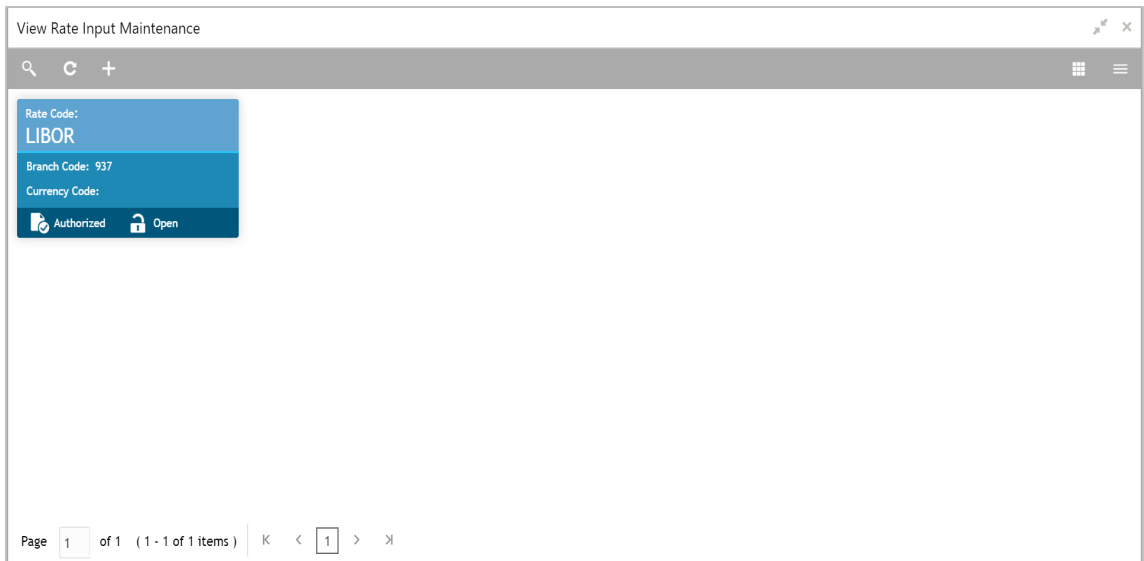 View Rate Input Maintenance
Rate Code:
LIBOR
Branch Code: 937
Currency Code:
Authorized Open
Page 1 of 1 ( 1 - 1 of 1 items ) 1